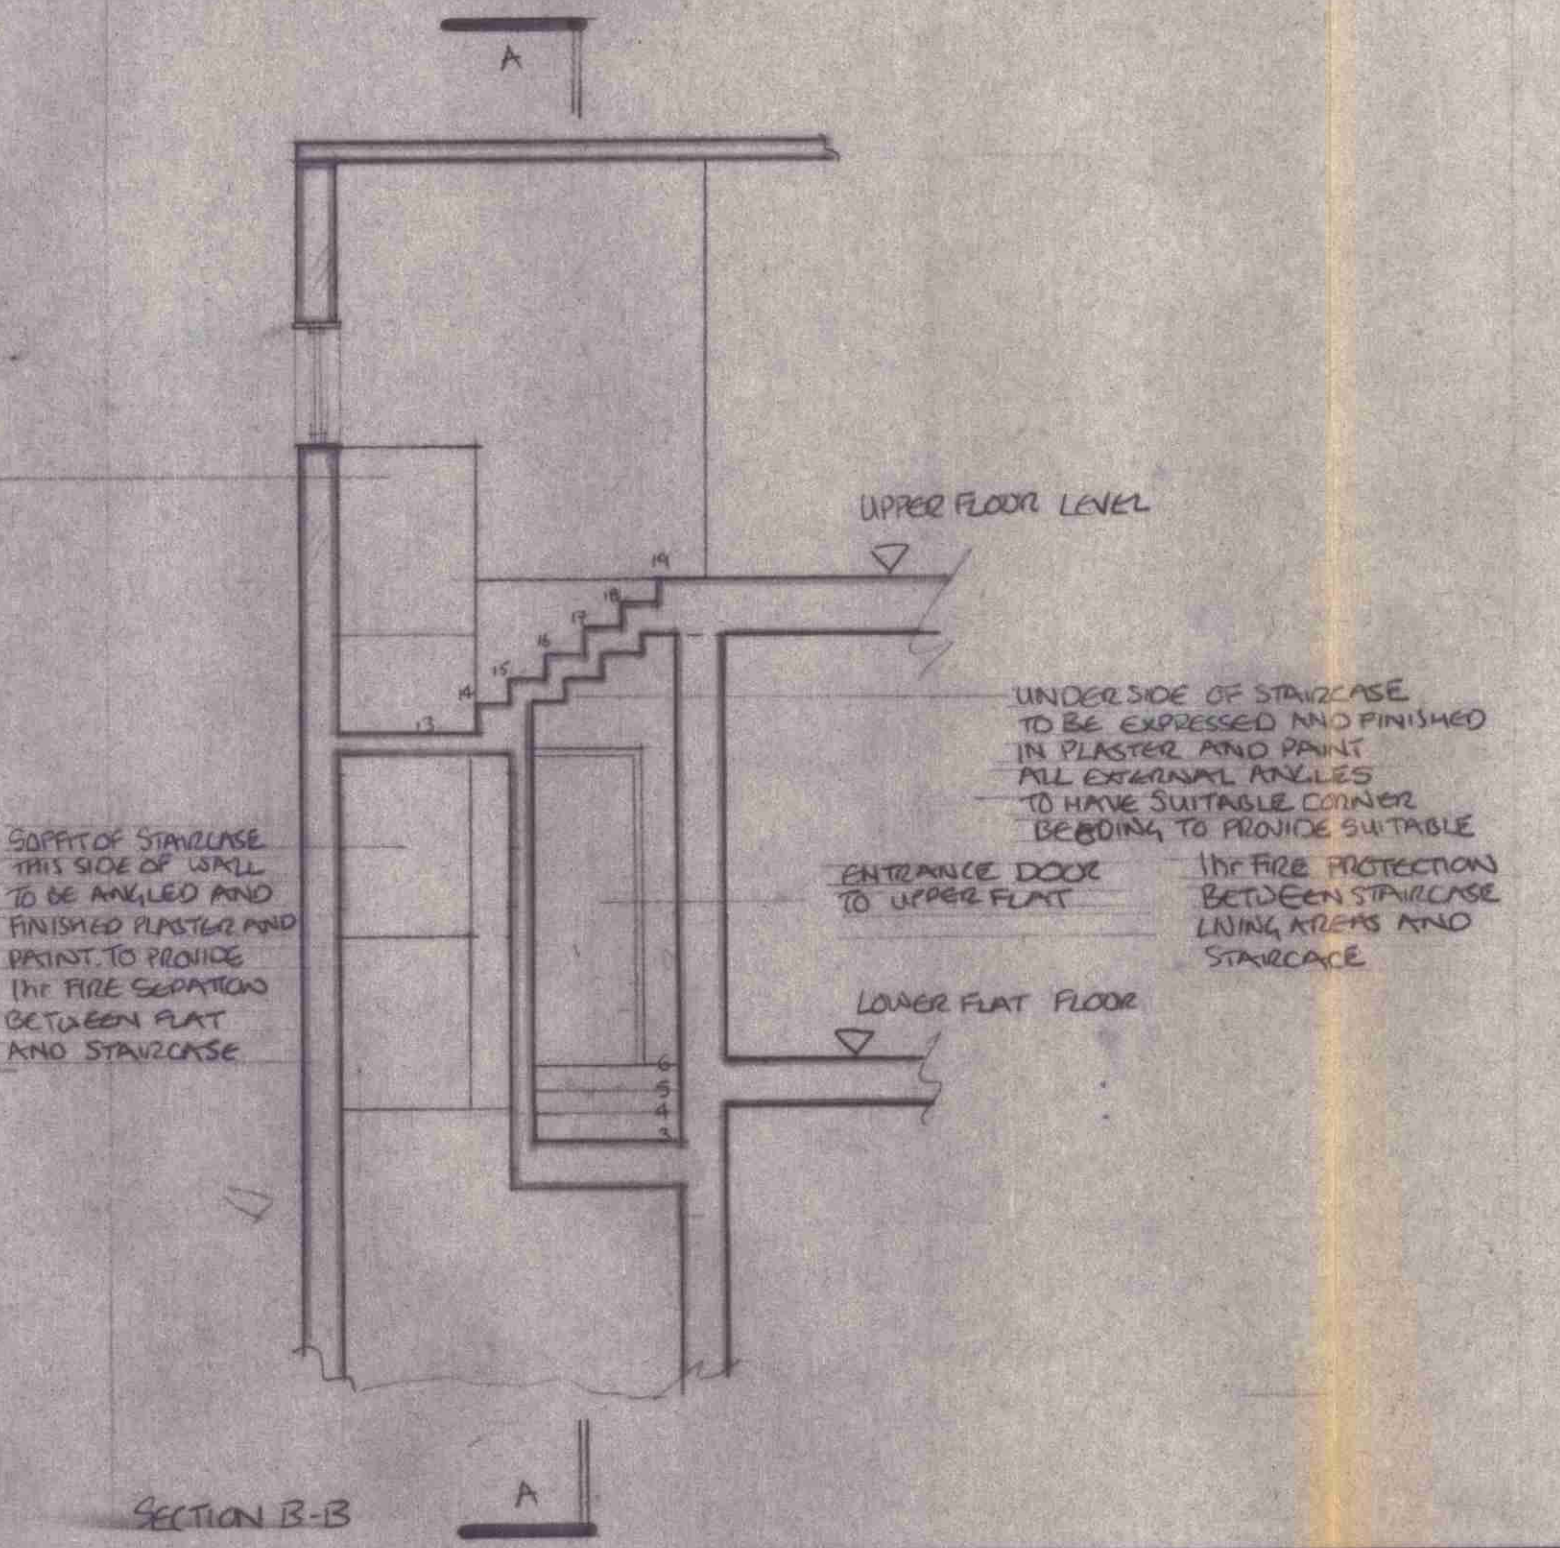 A
UPPER FLOOR LEVEL
19
18
17
16
15
14
13
UNDERSIDE OF STAIRCASE
TO BE EXPRESSED AND FINISHED
IN PLASTER AND PAINT
ALL EXTERNAL ANGLES
TO HAVE SUITABLE CORNER
BEADING TO PROVIDE SUITABLE
1hr FIRE PROTECTION
BETWEEN STAIRCASE
LIVING AREAS AND
STAIRCACE
SOFFIT OF STAIRCASE
THIS SIDE OF WALL
TO BE ANGLED AND
FINISHED PLASTER AND
PAINT. TO PROVIDE
1hr FIRE SEPATION
BETWEEN FLAT
AND STAIRCASE
ENTRANCE DOOR
TO UPPER FLAT
LOWER FLAT FLOOR
6
5
4
3
A
SECTION B-B